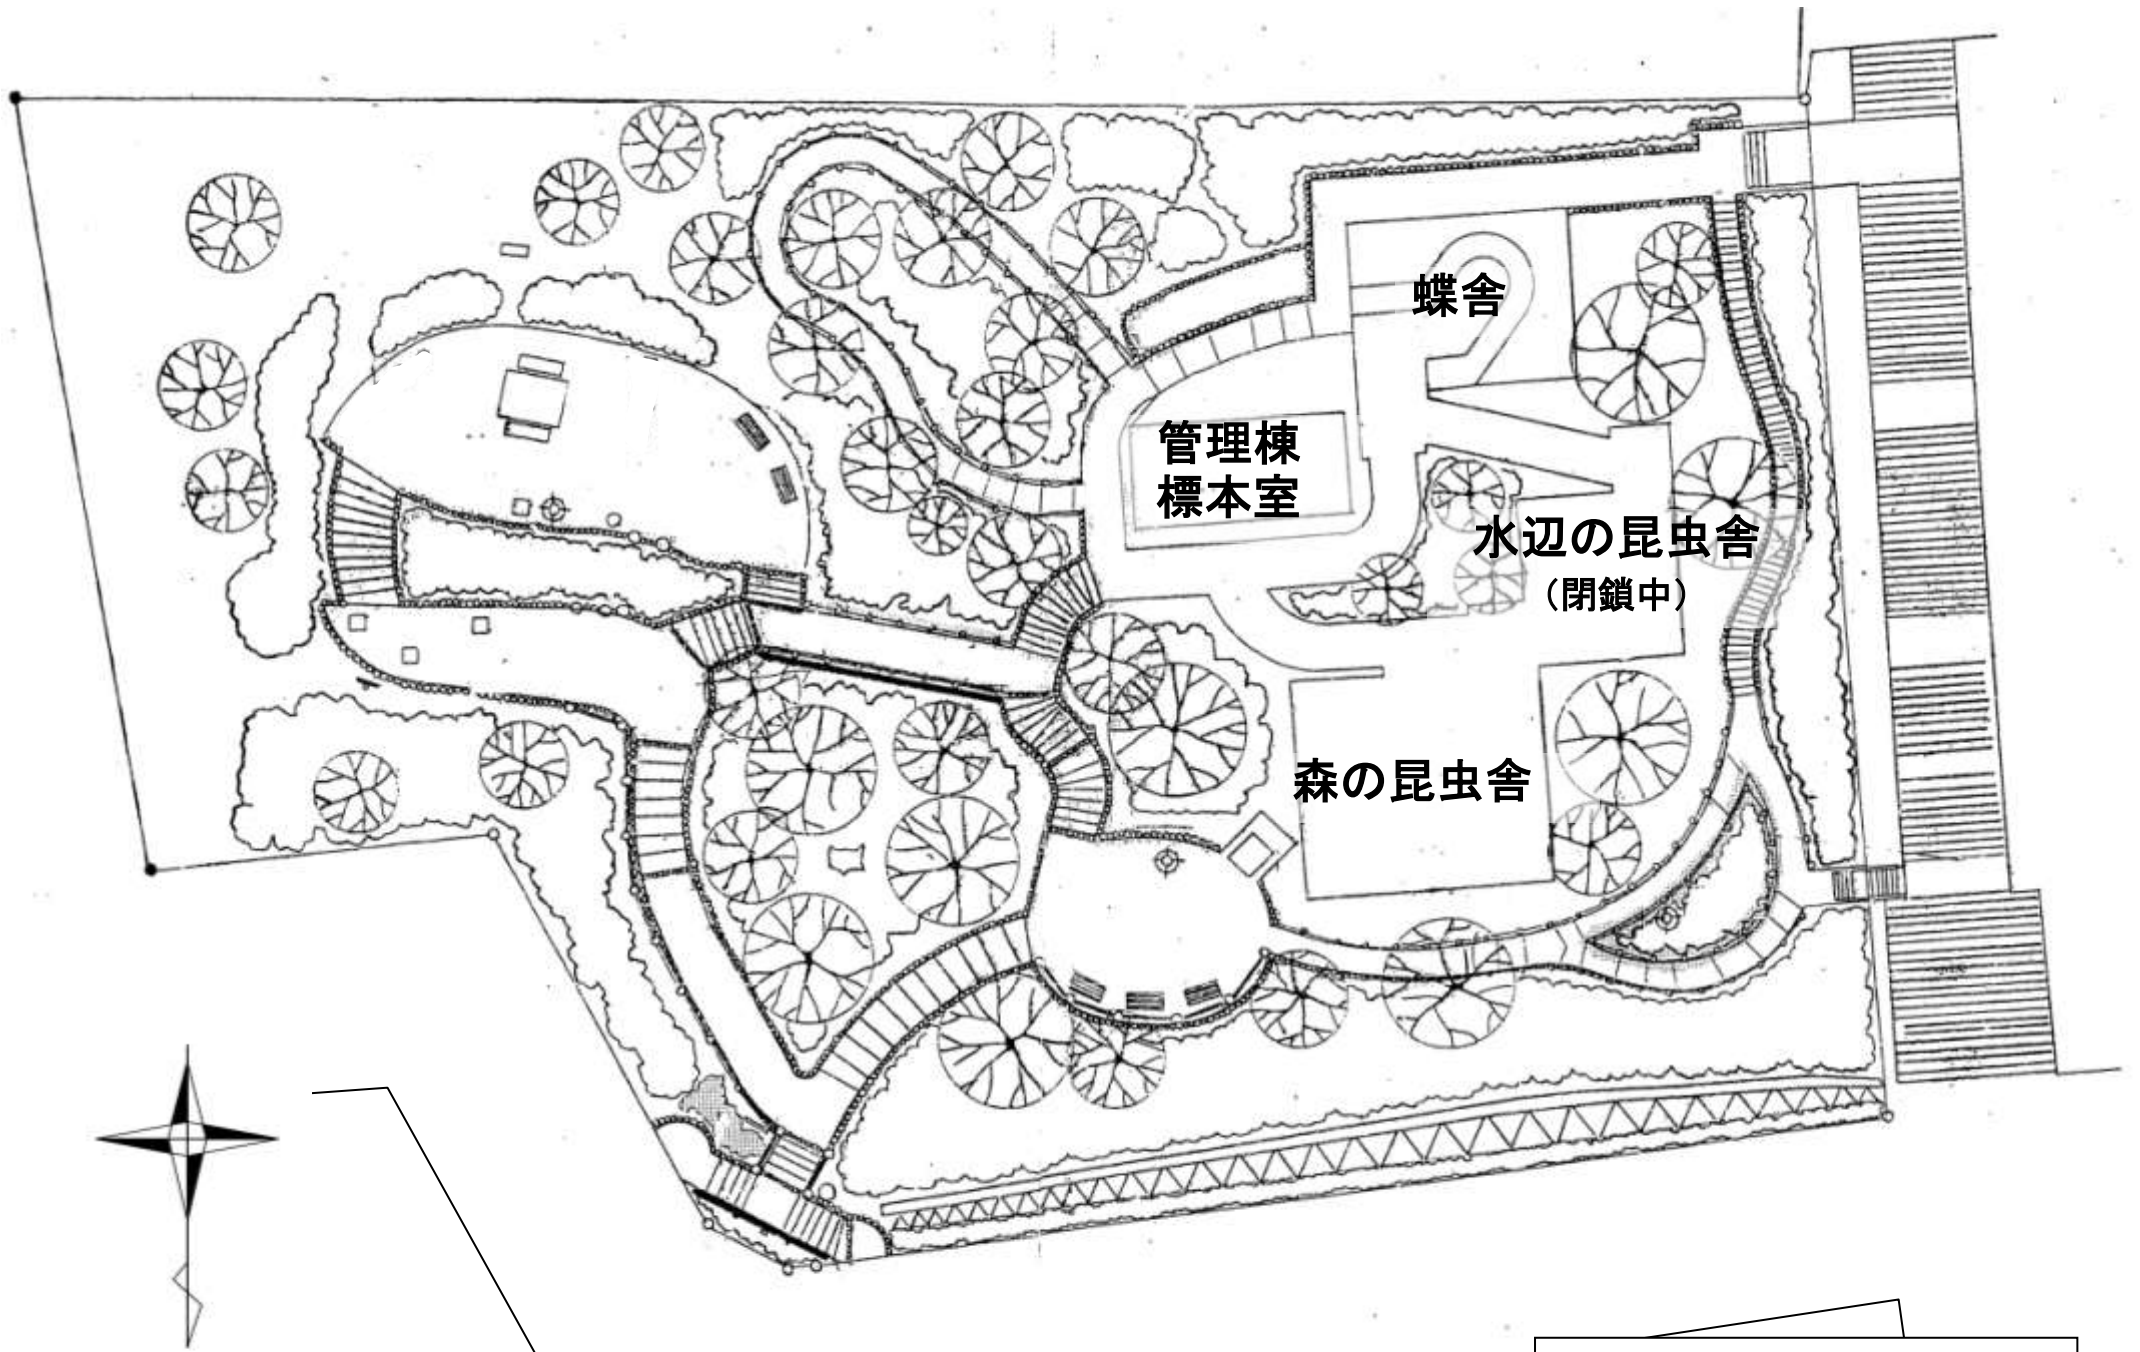 蝶舎
管理棟
標本室
水辺の昆虫舎
（閉鎖中）
森の昆虫舎